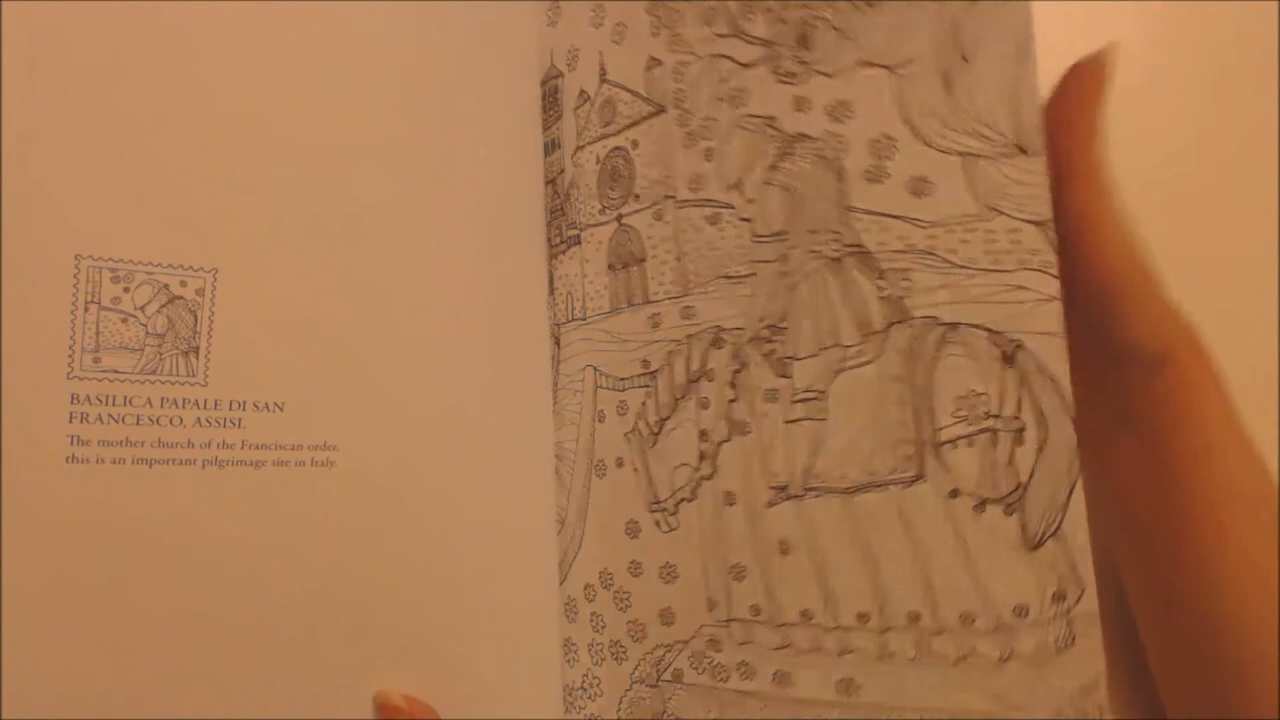 BASILICA PAPALE DI SAN
FRANCESCO, ASSISI.
The mother church of the Franciscan order,
this is an important pilgrimage site in Italy.